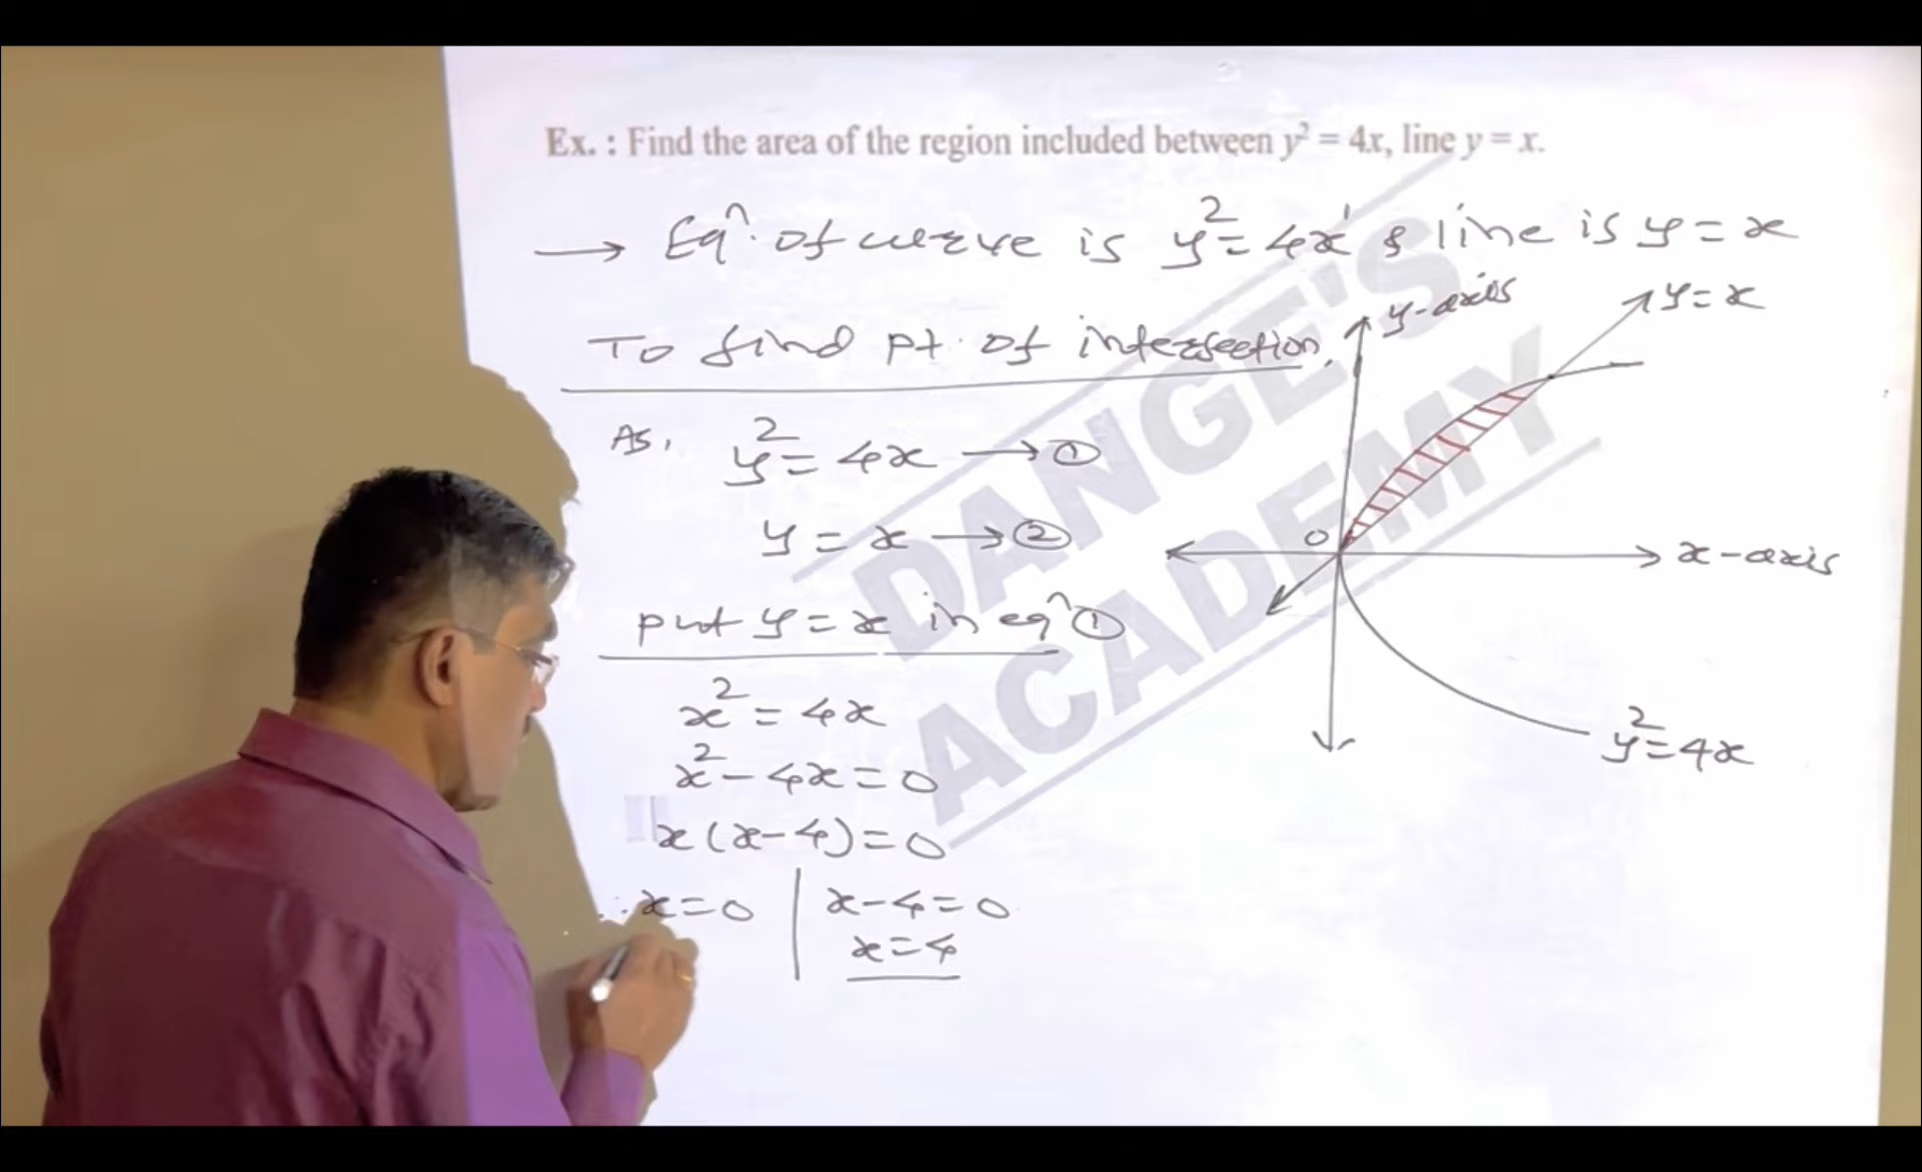 Ex. : Find the area of the region included between y² = 4x, line y = x.
→ Eqⁿ. of curve is y² = 4x & line is y = x
To find pt. of intersection,
As, y² = 4x → ①
y = x → ②
put y = x in eqⁿ ①
x² = 4x
x² - 4x = 0
x(x-4) = 0
∴ x = 0 | x-4 = 0
x = 4
y-axis
y = x
O
x-axis
y² = 4x
DANGE'S
ACADEMY